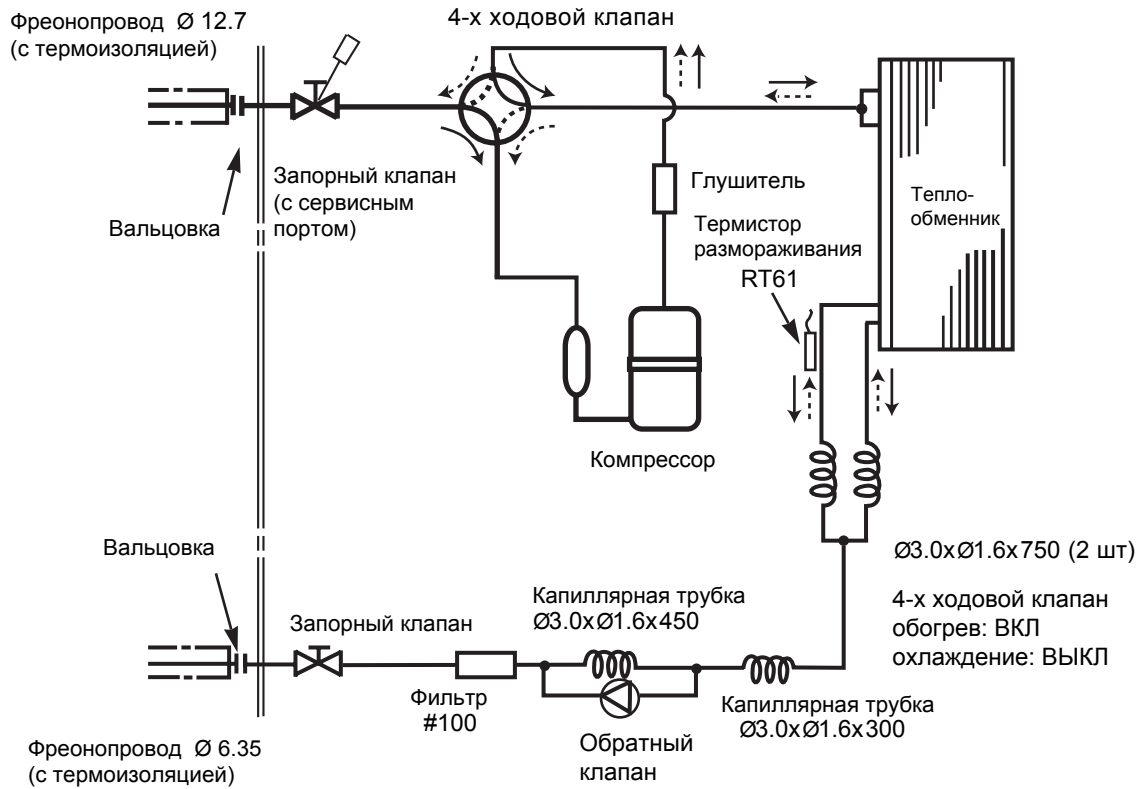 Фреонопровод Ø 12.7
(с термоизоляцией)
4-х ходовой клапан
Вальцовка
Запорный клапан
(с сервисным
портом)
Глушитель
Термистор
размораживания
RT61
Тепло-
обменник
Компрессор
Вальцовка
Запорный клапан
Фильтр
#100
Капиллярная трубка
Ø3.0xØ1.6x450
Обратный
клапан
Капиллярная трубка
Ø3.0xØ1.6x300
Ø3.0xØ1.6x750 (2 шт)
4-х ходовой клапан
обогрев: ВКЛ
охлаждение: ВЫКЛ
Фреонопровод Ø 6.35
(с термоизоляцией)